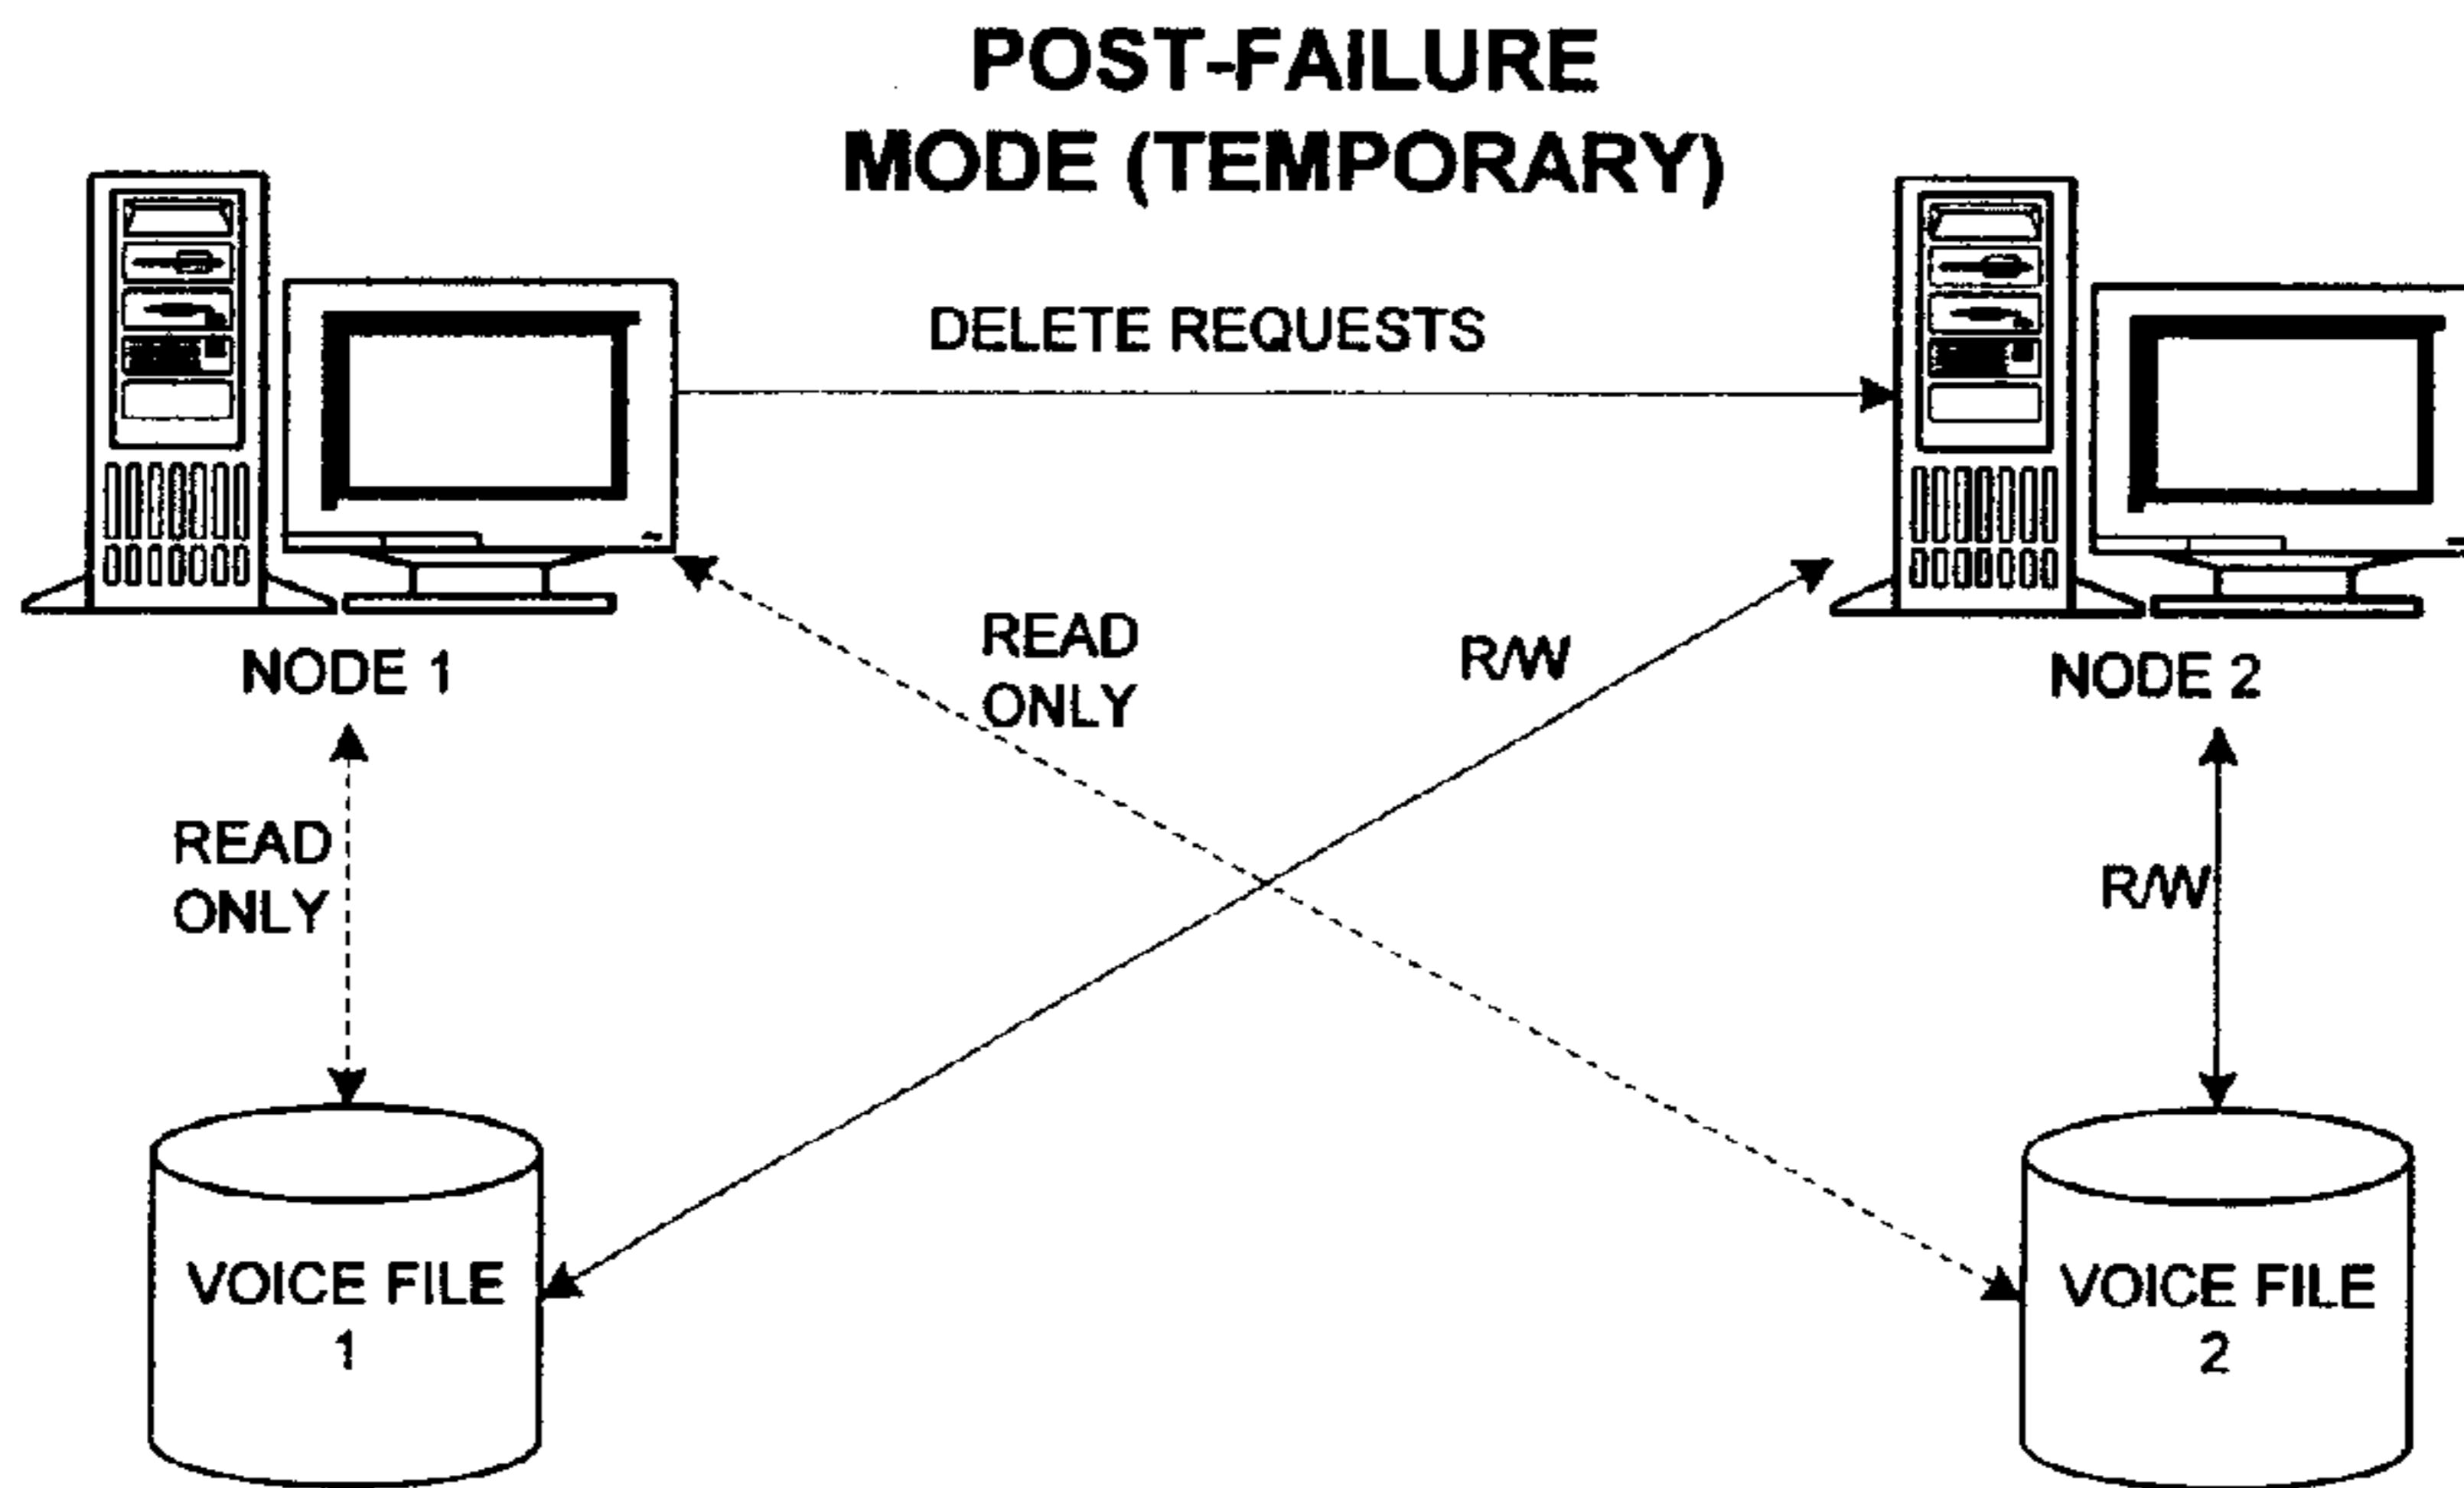 POST-FAILURE
MODE (TEMPORARY)
DELETE REQUESTS
READ
ONLY
R/W
NODE 1
NODE 2
READ
ONLY
R/W
VOICE FILE
1
VOICE FILE
2